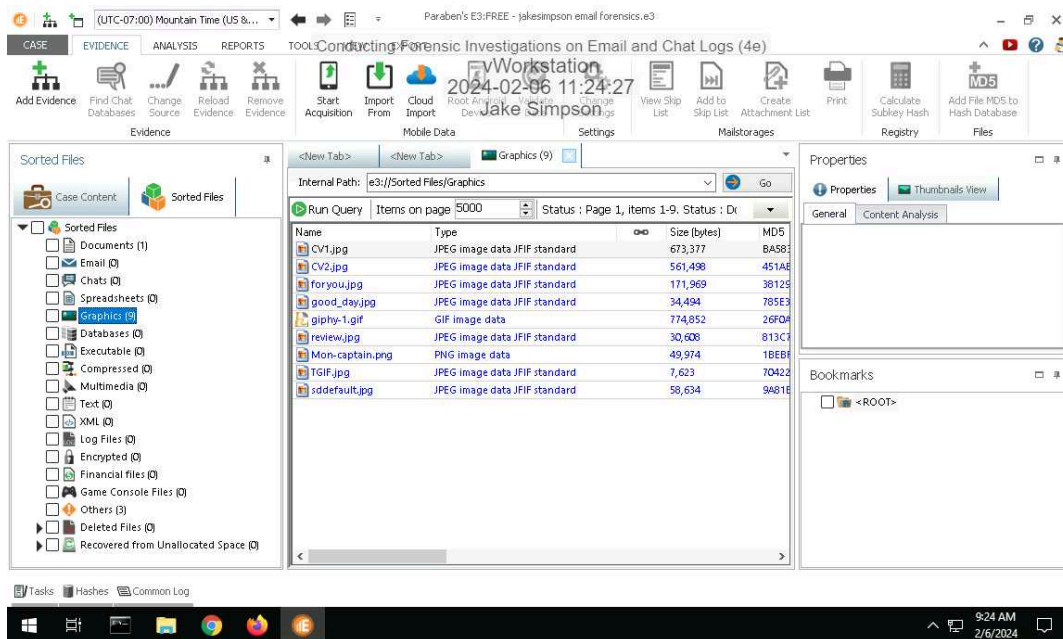 (UTC-07:00) Mountain Time (US &...
Paraben's E3:FREE - jakesimpson email forensics.e3
CASE EVIDENCE ANALYSIS REPORTS
Conducting Forensic Investigations on Email and Chat Logs (4e)
vWorkstation
2024-02-06 11:24:27
Jake Simpson
Add Evidence
Find Chat Databases
Change Source
Reload Evidence
Remove Evidence
Start Acquisition
Import From
Cloud Import
View Skip List
Add to Skip List
Create Attachment List
Print
Calculate Subkey Hash
MD5
Add File MD5 to Hash Database
Evidence
Mobile Data
Settings
Mailstorages
Registry
Files
Sorted Files
Case Content
Sorted Files
Sorted Files
Documents (1)
Email (0)
Chats (0)
Spreadsheets (0)
Graphics (9)
Databases (0)
Executable (0)
Compressed (0)
Multimedia (0)
Text (0)
XML (0)
Log Files (0)
Encrypted (0)
Financial files (0)
Game Console Files (0)
Others (3)
Deleted Files (0)
Recovered from Unallocated Space (0)
<New Tab> <New Tab> Graphics (9)
Internal Path: e3://Sorted Files/Graphics Go
Run Query Items on page 5000 Status : Page 1, items 1-9. Status :
Name Type Size (bytes) MD5
CV1.jpg JPEG image data JFIF standard 673,377 BA583
CV2.jpg JPEG image data JFIF standard 561,498 451AE
foryou.jpg JPEG image data JFIF standard 171,969 38129
good_day.jpg JPEG image data JFIF standard 34,494 785E3
giphy-1.gif GIF image data 774,852 26F0A
review.jpg JPEG image data JFIF standard 30,608 813C7
Mon-captain.png PNG image data 49,974 1BEBF
TGIF.jpg JPEG image data JFIF standard 7,623 70422
sddefault.jpg JPEG image data JFIF standard 58,634 9A81E
Properties
Properties Thumbnails View
General Content Analysis
Bookmarks
<ROOT>
Tasks Hashes Common Log
9:24 AM
2/6/2024